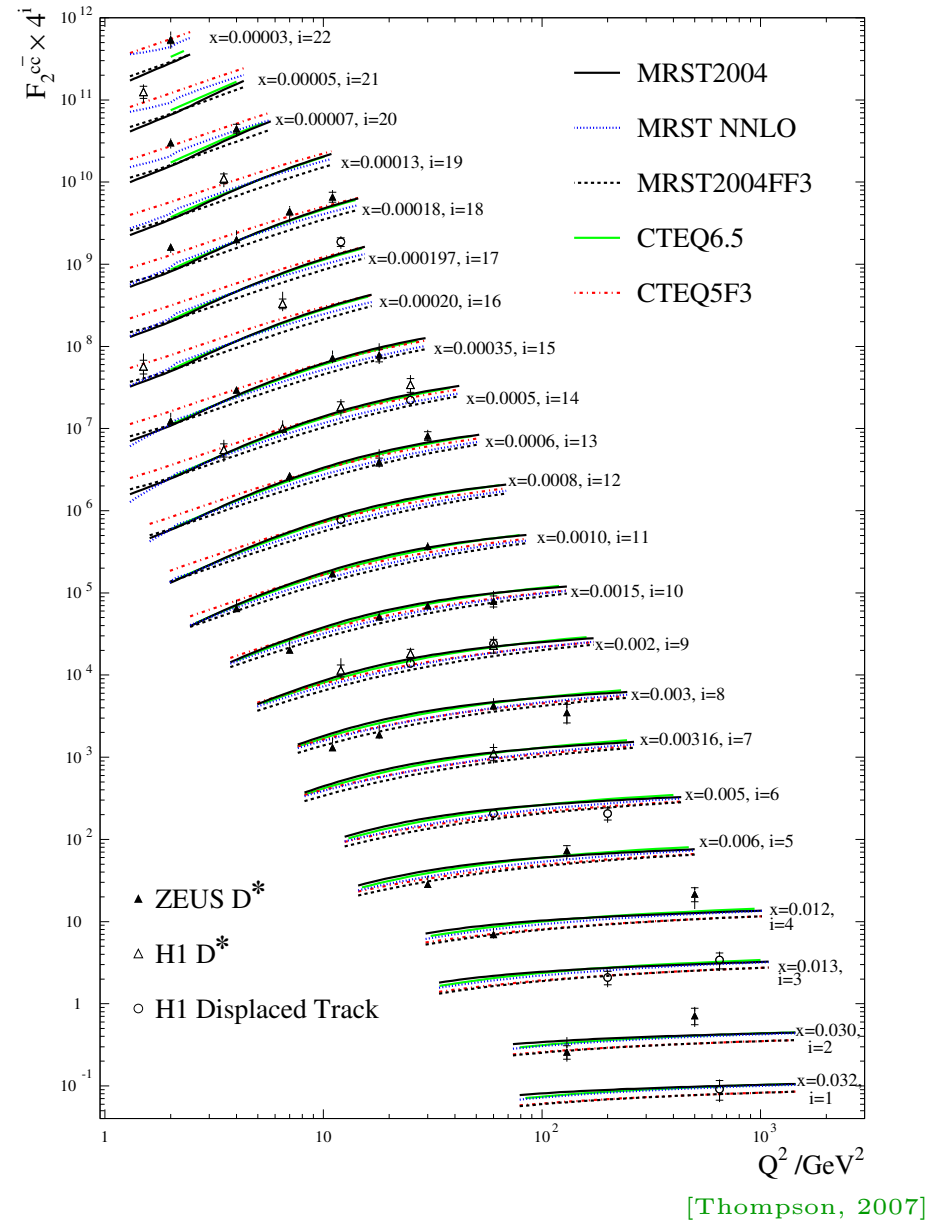 F₂^cc̄ × 4^i
10^12
10^11
10^10
10^9
10^8
10^7
10^6
10^5
10^4
10^3
10^2
10
1
10^-1
x=0.00003, i=22
x=0.00005, i=21
x=0.00007, i=20
x=0.00013, i=19
x=0.00018, i=18
x=0.000197, i=17
x=0.00020, i=16
x=0.00035, i=15
x=0.0005, i=14
x=0.0006, i=13
x=0.0008, i=12
x=0.0010, i=11
x=0.0015, i=10
x=0.002, i=9
x=0.003, i=8
x=0.00316, i=7
x=0.005, i=6
x=0.006, i=5
x=0.012,
i=4
x=0.013,
i=3
x=0.030,
i=2
x=0.032,
i=1
MRST2004
MRST NNLO
MRST2004FF3
CTEQ6.5
CTEQ5F3
ZEUS D*
H1 D*
H1 Displaced Track
1
10
10^2
10^3
Q^2 /GeV^2
[Thompson, 2007]